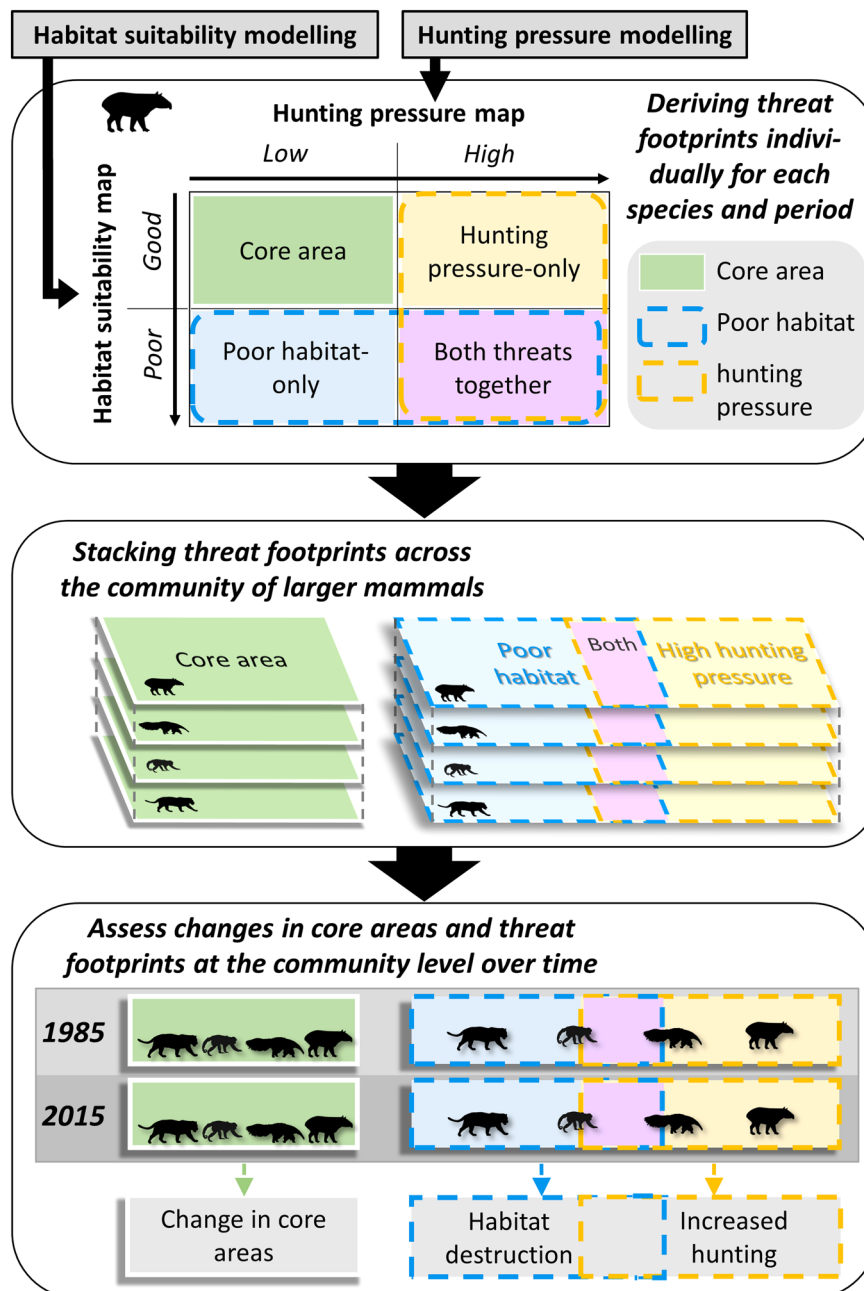 Habitat suitability modelling
Hunting pressure modelling
Hunting pressure map
Low
High
Deriving threat
footprints indivi-
dually for each
species and period
Habitat suitability map
Good
Poor
Core area
Hunting
pressure-only
Poor habitat-
only
Both threats
together
Core area
Poor habitat
hunting
pressure
Stacking threat footprints across
the community of larger mammals
Core area
Poor
habitat
Both
High hunting
pressure
Assess changes in core areas and threat
footprints at the community level over time
1985
2015
Change in core
areas
Habitat
destruction
Increased
hunting